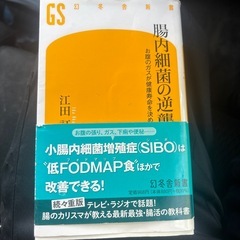 GS 幻冬舎新書
腸内細菌の逆襲
お腹のガスが健康寿命を決め
江田
お腹の張り、ガス、下痢や便秘……
小腸内細菌増殖症(SIBO)は
"低FODMAP食"ほかで
改善できる!
幻冬舎新書
続々重版
テレビ・ラジオで話題!
腸のカリスマが教える最新最強・腸活の教科書